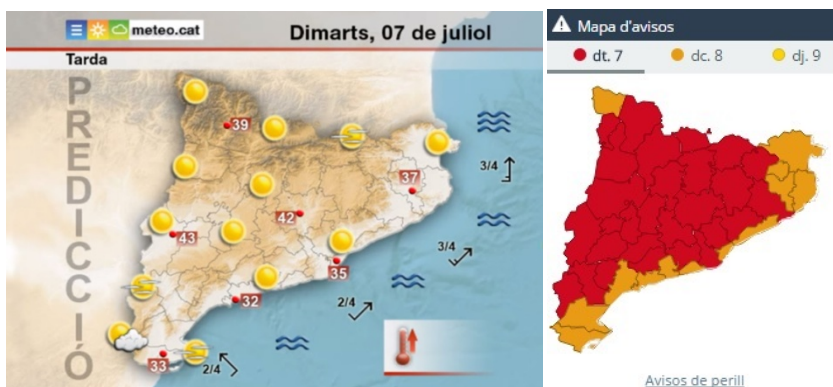 meteo.cat
Dimarts, 07 de juliol
Tarda
PREDICCIÓ
39
37
3/4
42
43
3/4
35
32
2/4
33
2/4
Mapa d'avisos
dt. 7
dc. 8
dj. 9
Avisos de perill